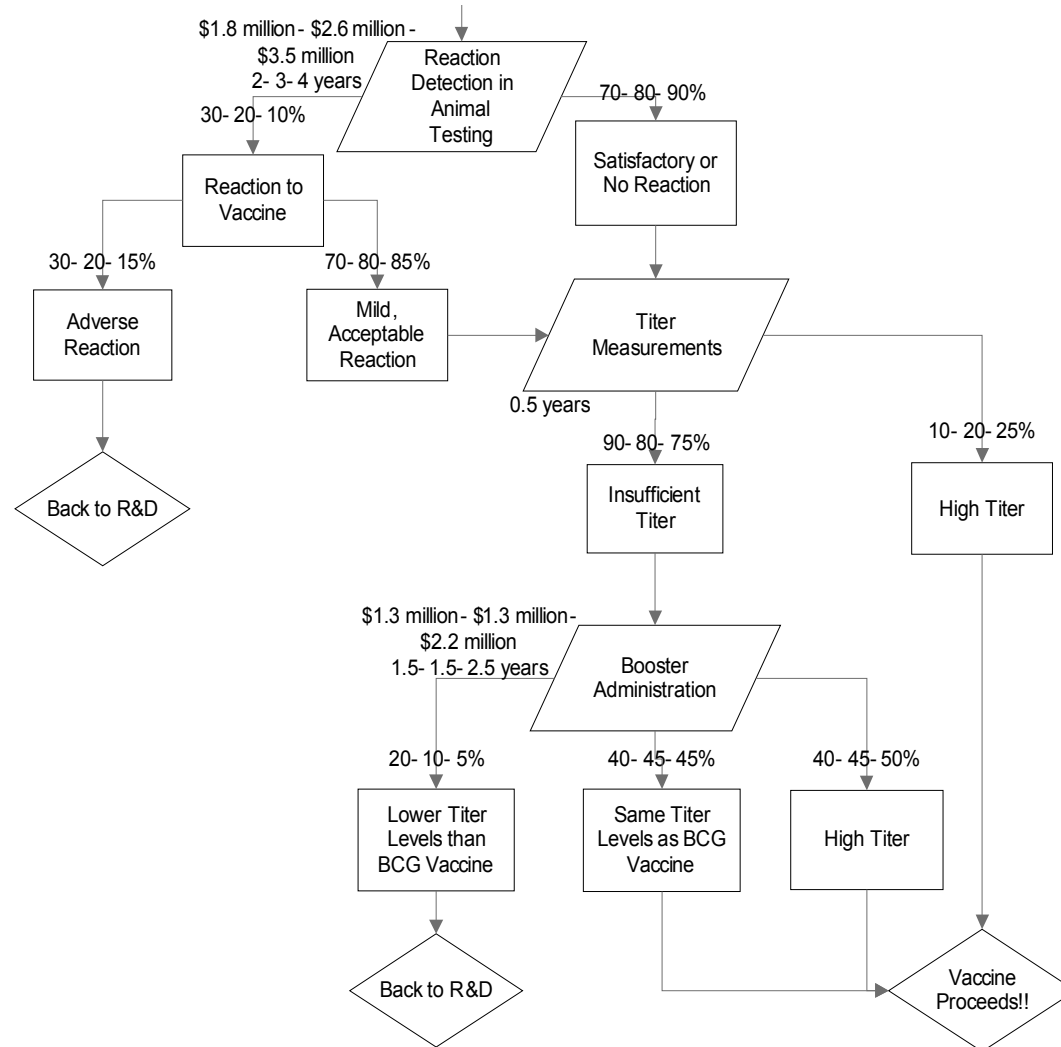 $1.8 million - $2.6 million -
$3.5 million
2- 3- 4 years
Reaction
Detection in
Animal
Testing
70- 80- 90%
30- 20- 10%
Satisfactory or
No Reaction
Reaction to
Vaccine
30- 20- 15%
70- 80- 85%
Adverse
Reaction
Mild,
Acceptable
Reaction
Titer
Measurements
0.5 years
90- 80- 75%
10- 20- 25%
Back to R&D
Insufficient
Titer
High Titer
$1.3 million - $1.3 million -
$2.2 million
1.5- 1.5- 2.5 years
Booster
Administration
20- 10- 5%
40- 45- 45%
40- 45- 50%
Lower Titer
Levels than
BCG Vaccine
Same Titer
Levels as BCG
Vaccine
High Titer
Back to R&D
Vaccine
Proceeds!!